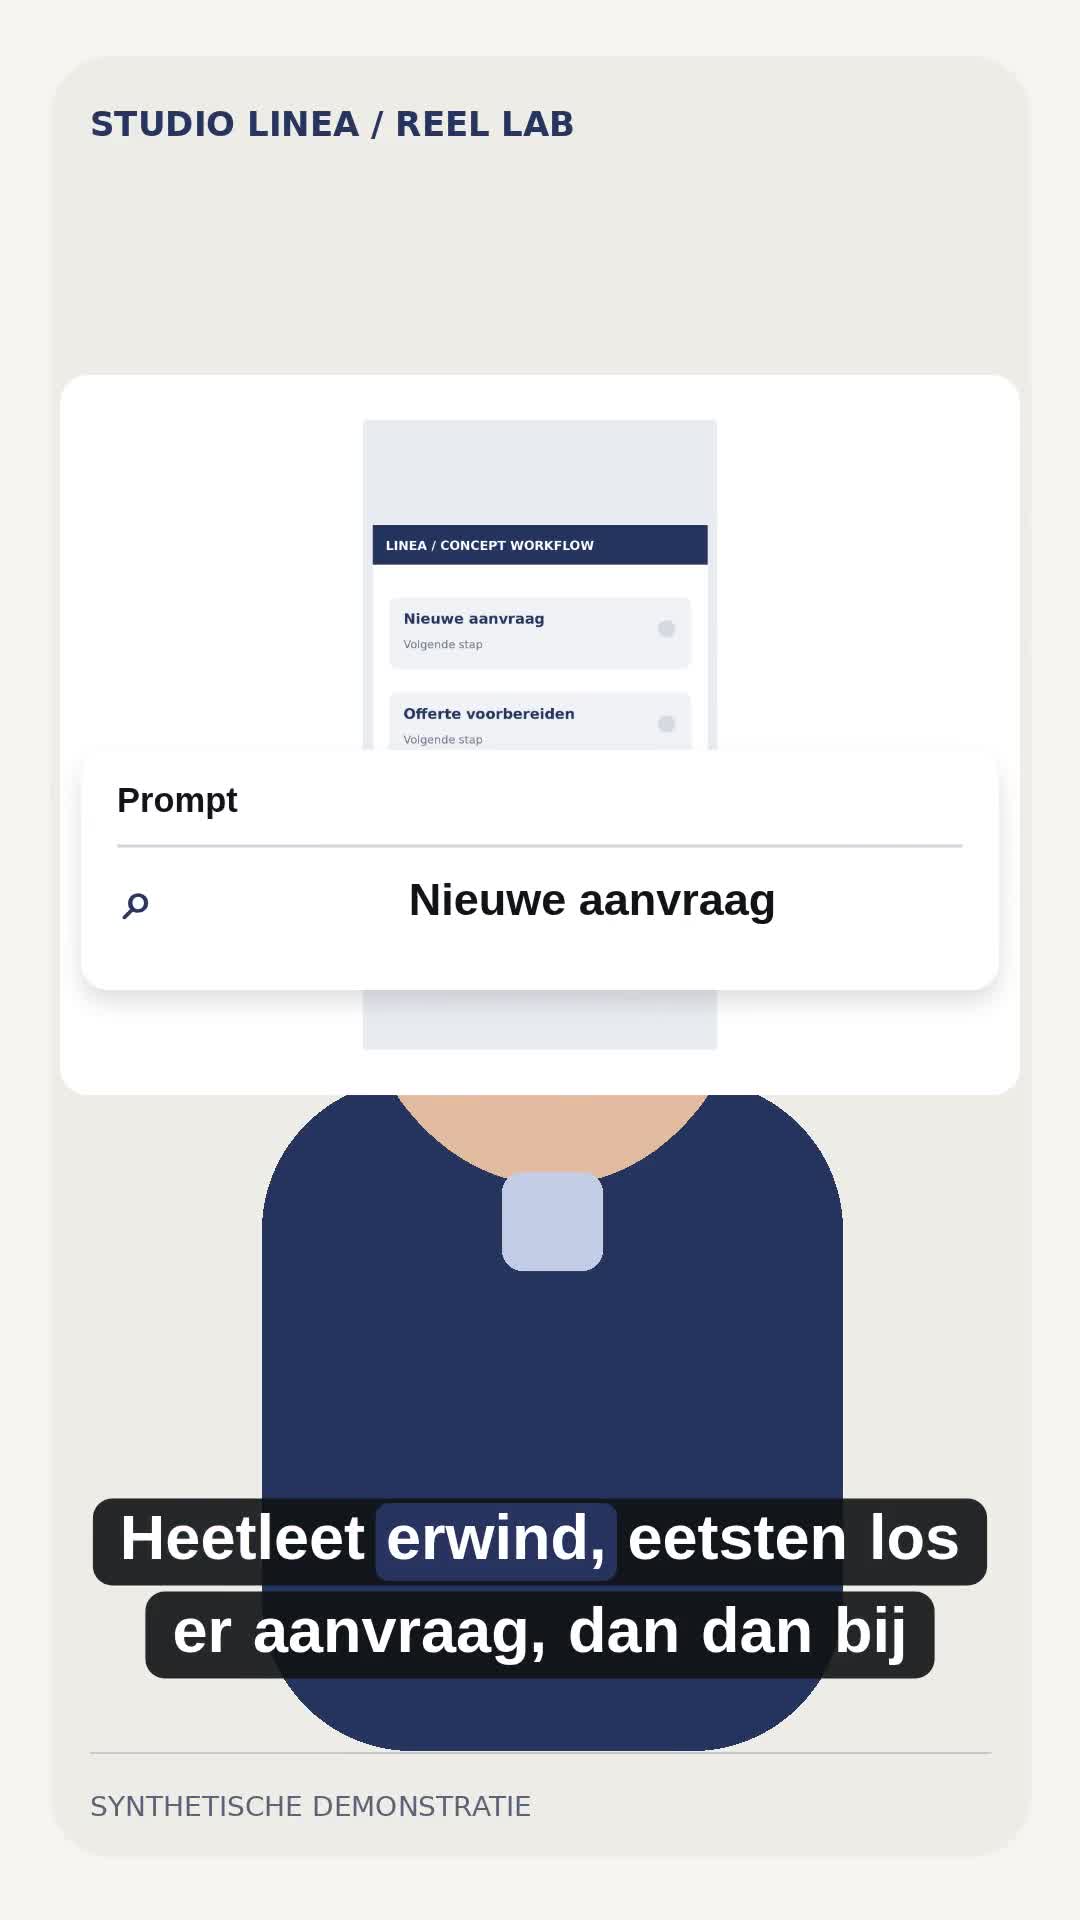 STUDIO LINEA / REEL LAB
LINEA / CONCEPT WORKFLOW
Nieuwe aanvraag
Volgende stap
Offerte voorbereiden
Volgende stap
Prompt
Nieuwe aanvraag
Heetleet erwind, eetsten los
er aanvraag, dan dan bij
SYNTHETISCHE DEMONSTRATIE